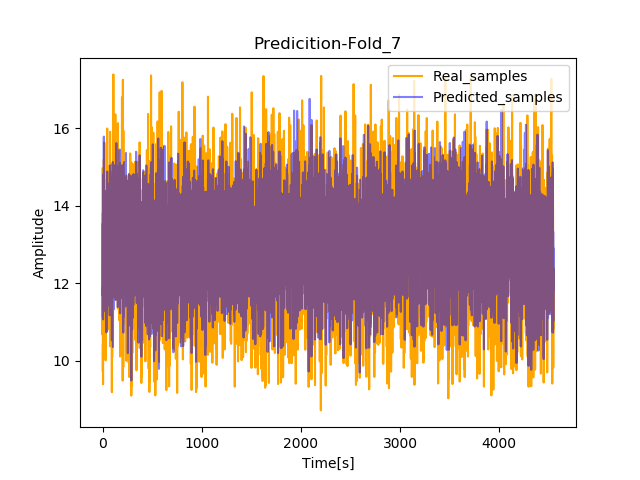 Predicition-Fold_7
Real_samples
Predicted_samples
16
14
12
10
Amplitude
0 1000 2000 3000 4000
Time[s]